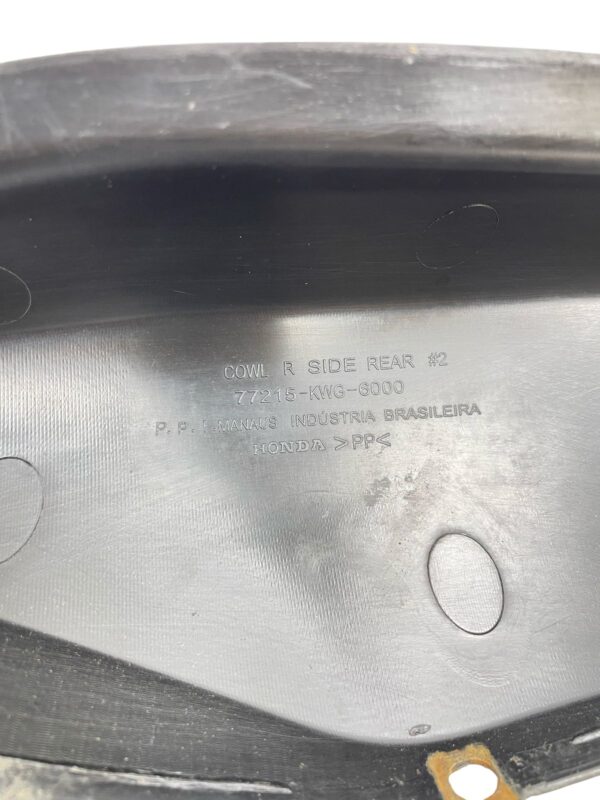 COWL R SIDE REAR #2
77215-KWG-6000
P. P. F. MANAUS INDÚSTRIA BRASILEIRA
HONDA >PP<